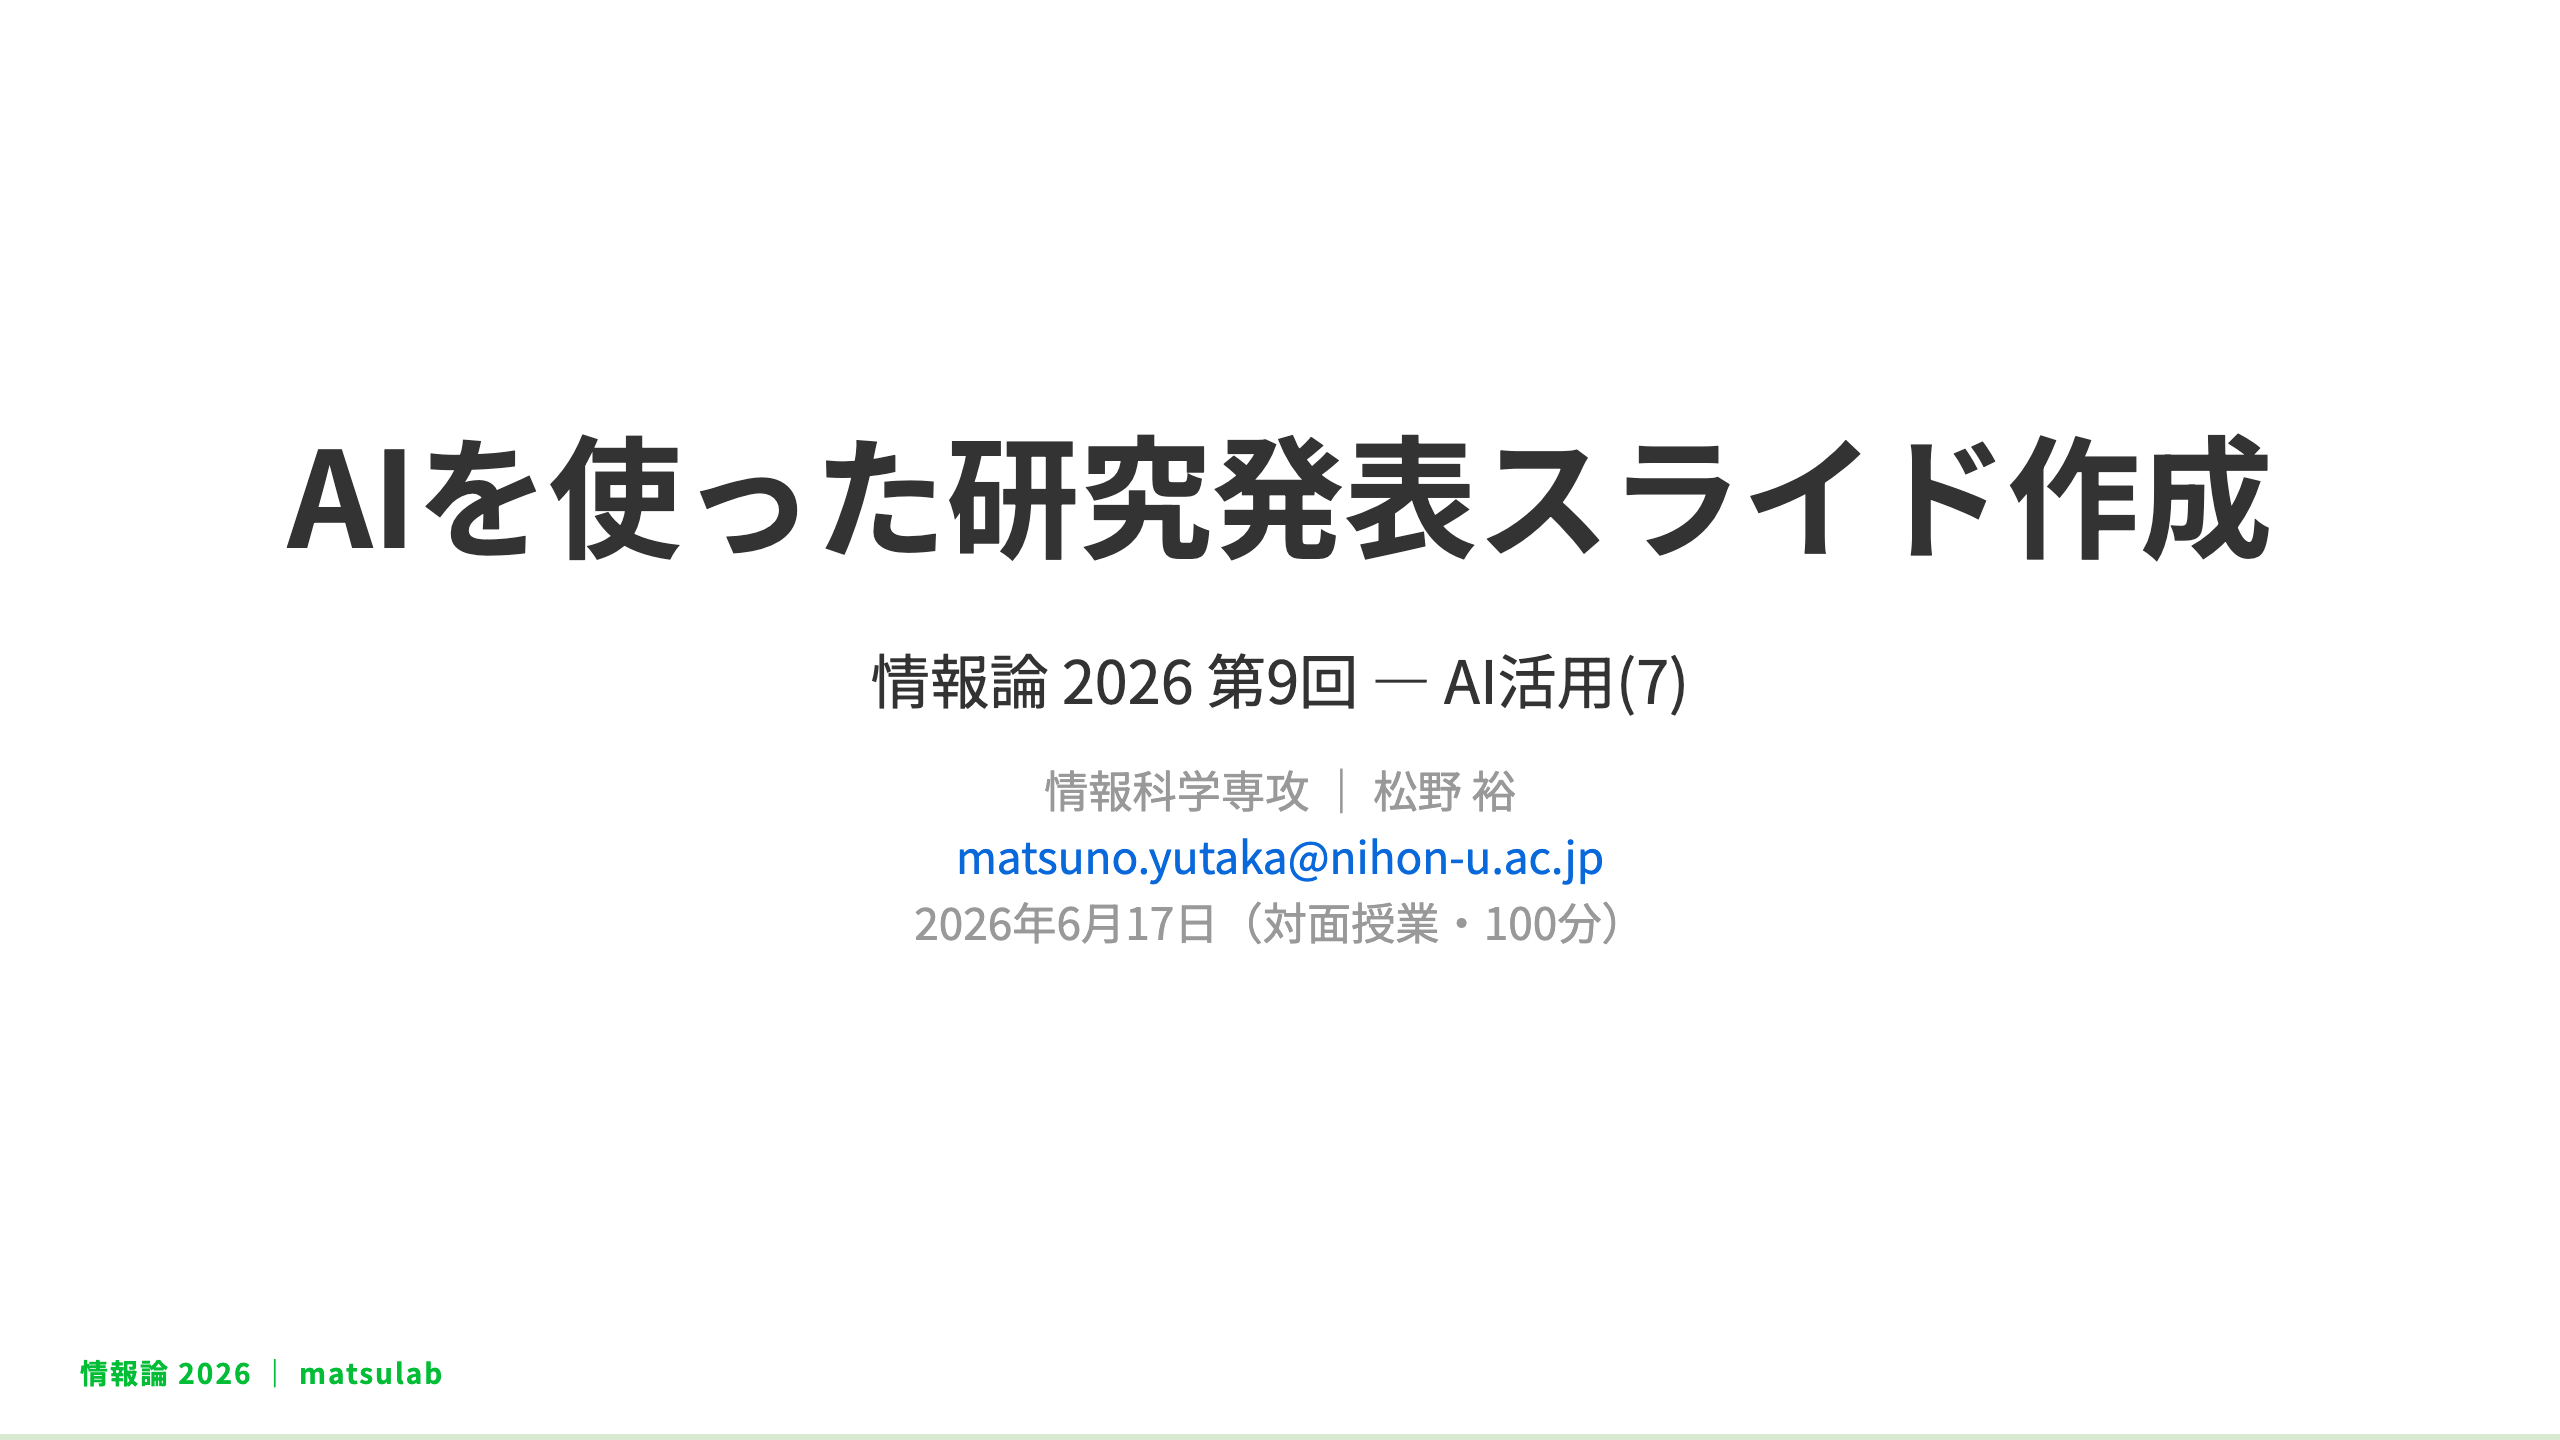 AIを使った研究発表スライド作成
情報論 2026 第9回 — AI活用(7)
情報科学専攻 ｜ 松野 裕
matsuno.yutaka@nihon-u.ac.jp
2026年6月17日（対面授業・100分）
情報論 2026 ｜ matsulab